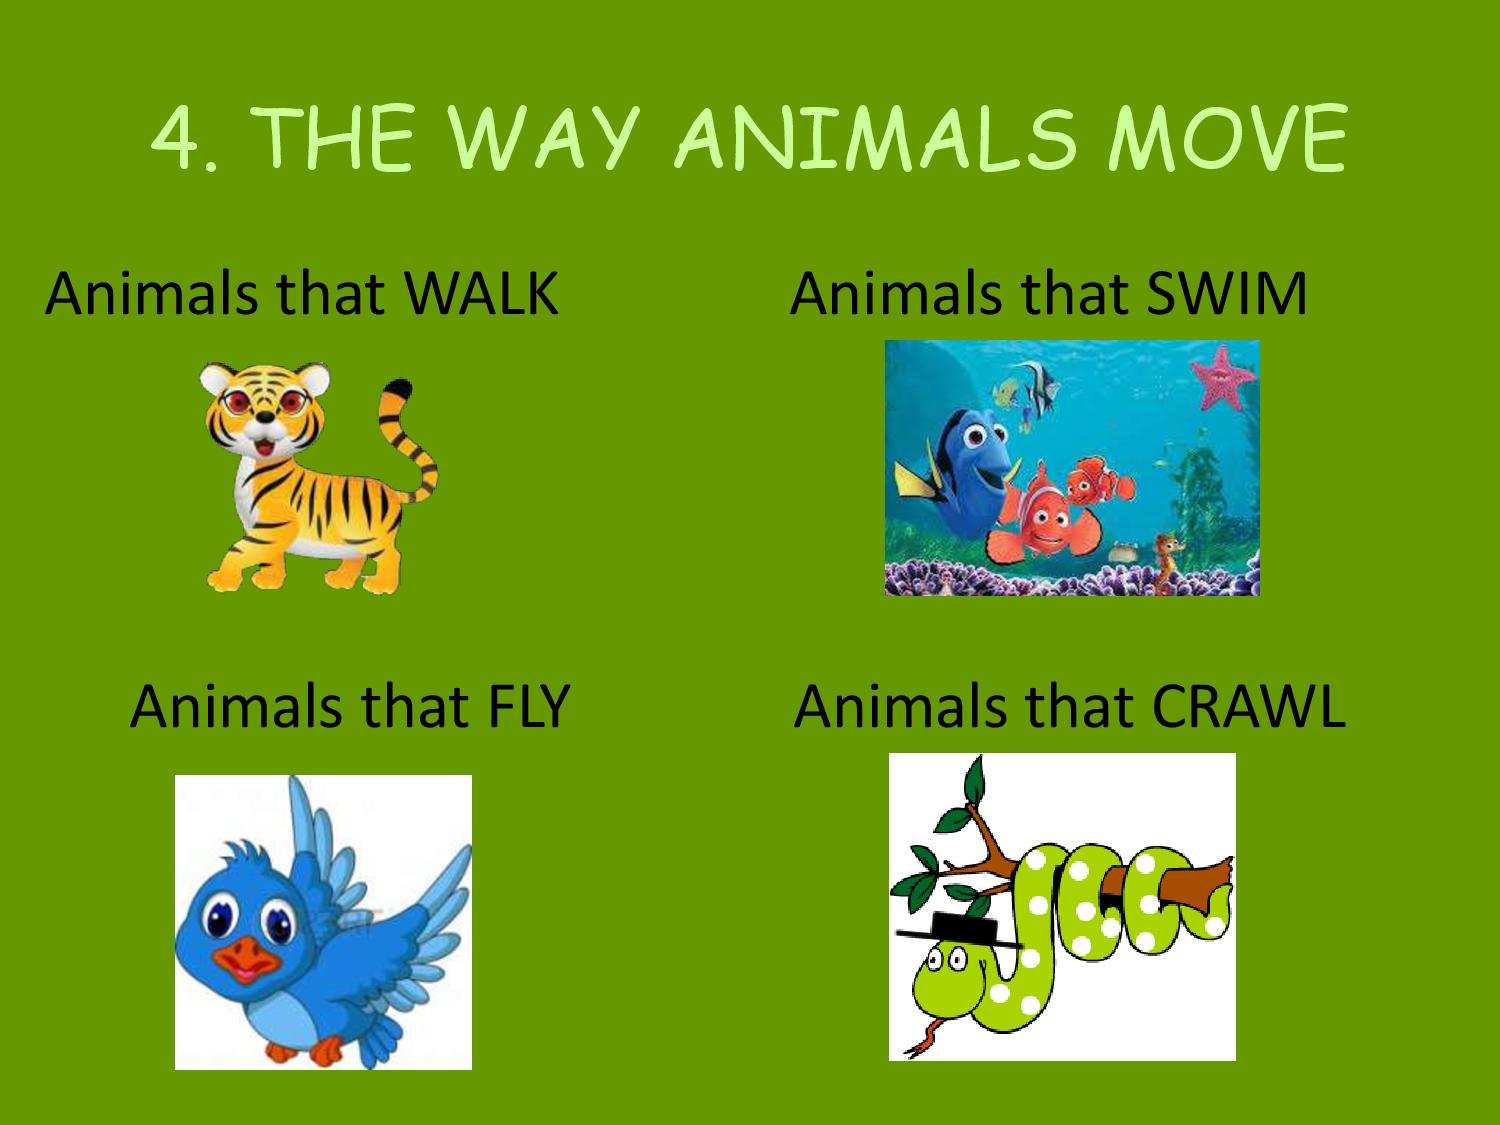 4. THE WAY ANIMALS MOVE
Animals that WALK
Animals that SWIM
Animals that FLY
Animals that CRAWL